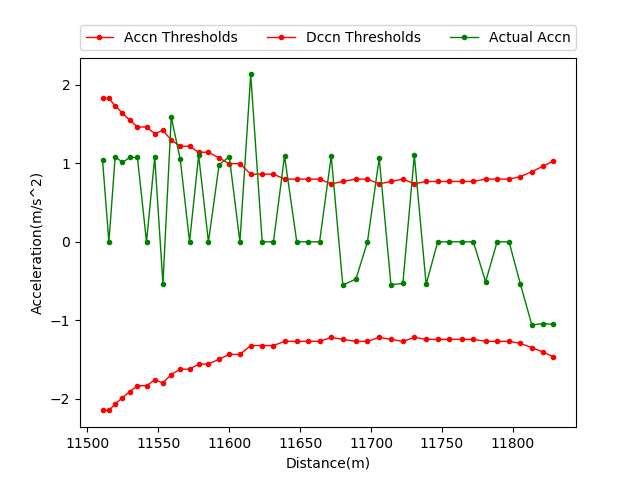 Accn Thresholds Dccn Thresholds Actual Accn
2
1
0
−1
−2
Acceleration(m/s^2)
11500 11550 11600 11650 11700 11750 11800
Distance(m)